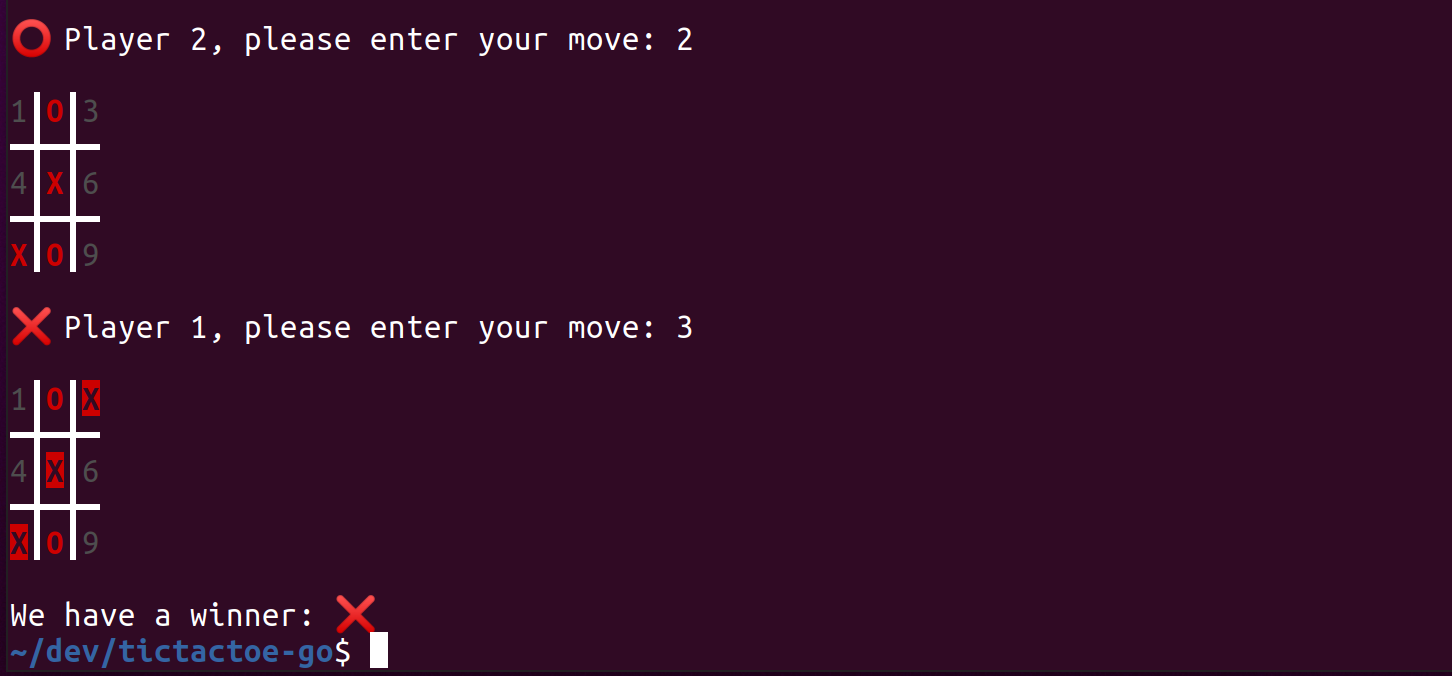 ⭕ Player 2, please enter your move: 2
1 O 3
4 X 6
X O 9
❌ Player 1, please enter your move: 3
1 O X
4 X 6
X O 9
We have a winner: ❌
~/dev/tictactoe-go$